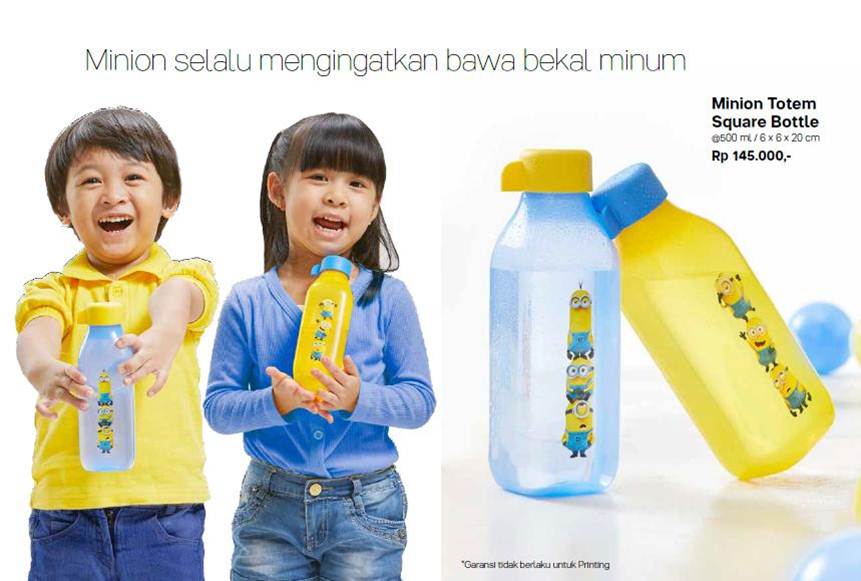 Minion selalu mengingatkan bawa bekal minum
Minion Totem
Square Bottle
@500 ml / 6 x 6 x 20 cm
Rp 145.000,-
*Garansi tidak berlaku untuk Printing